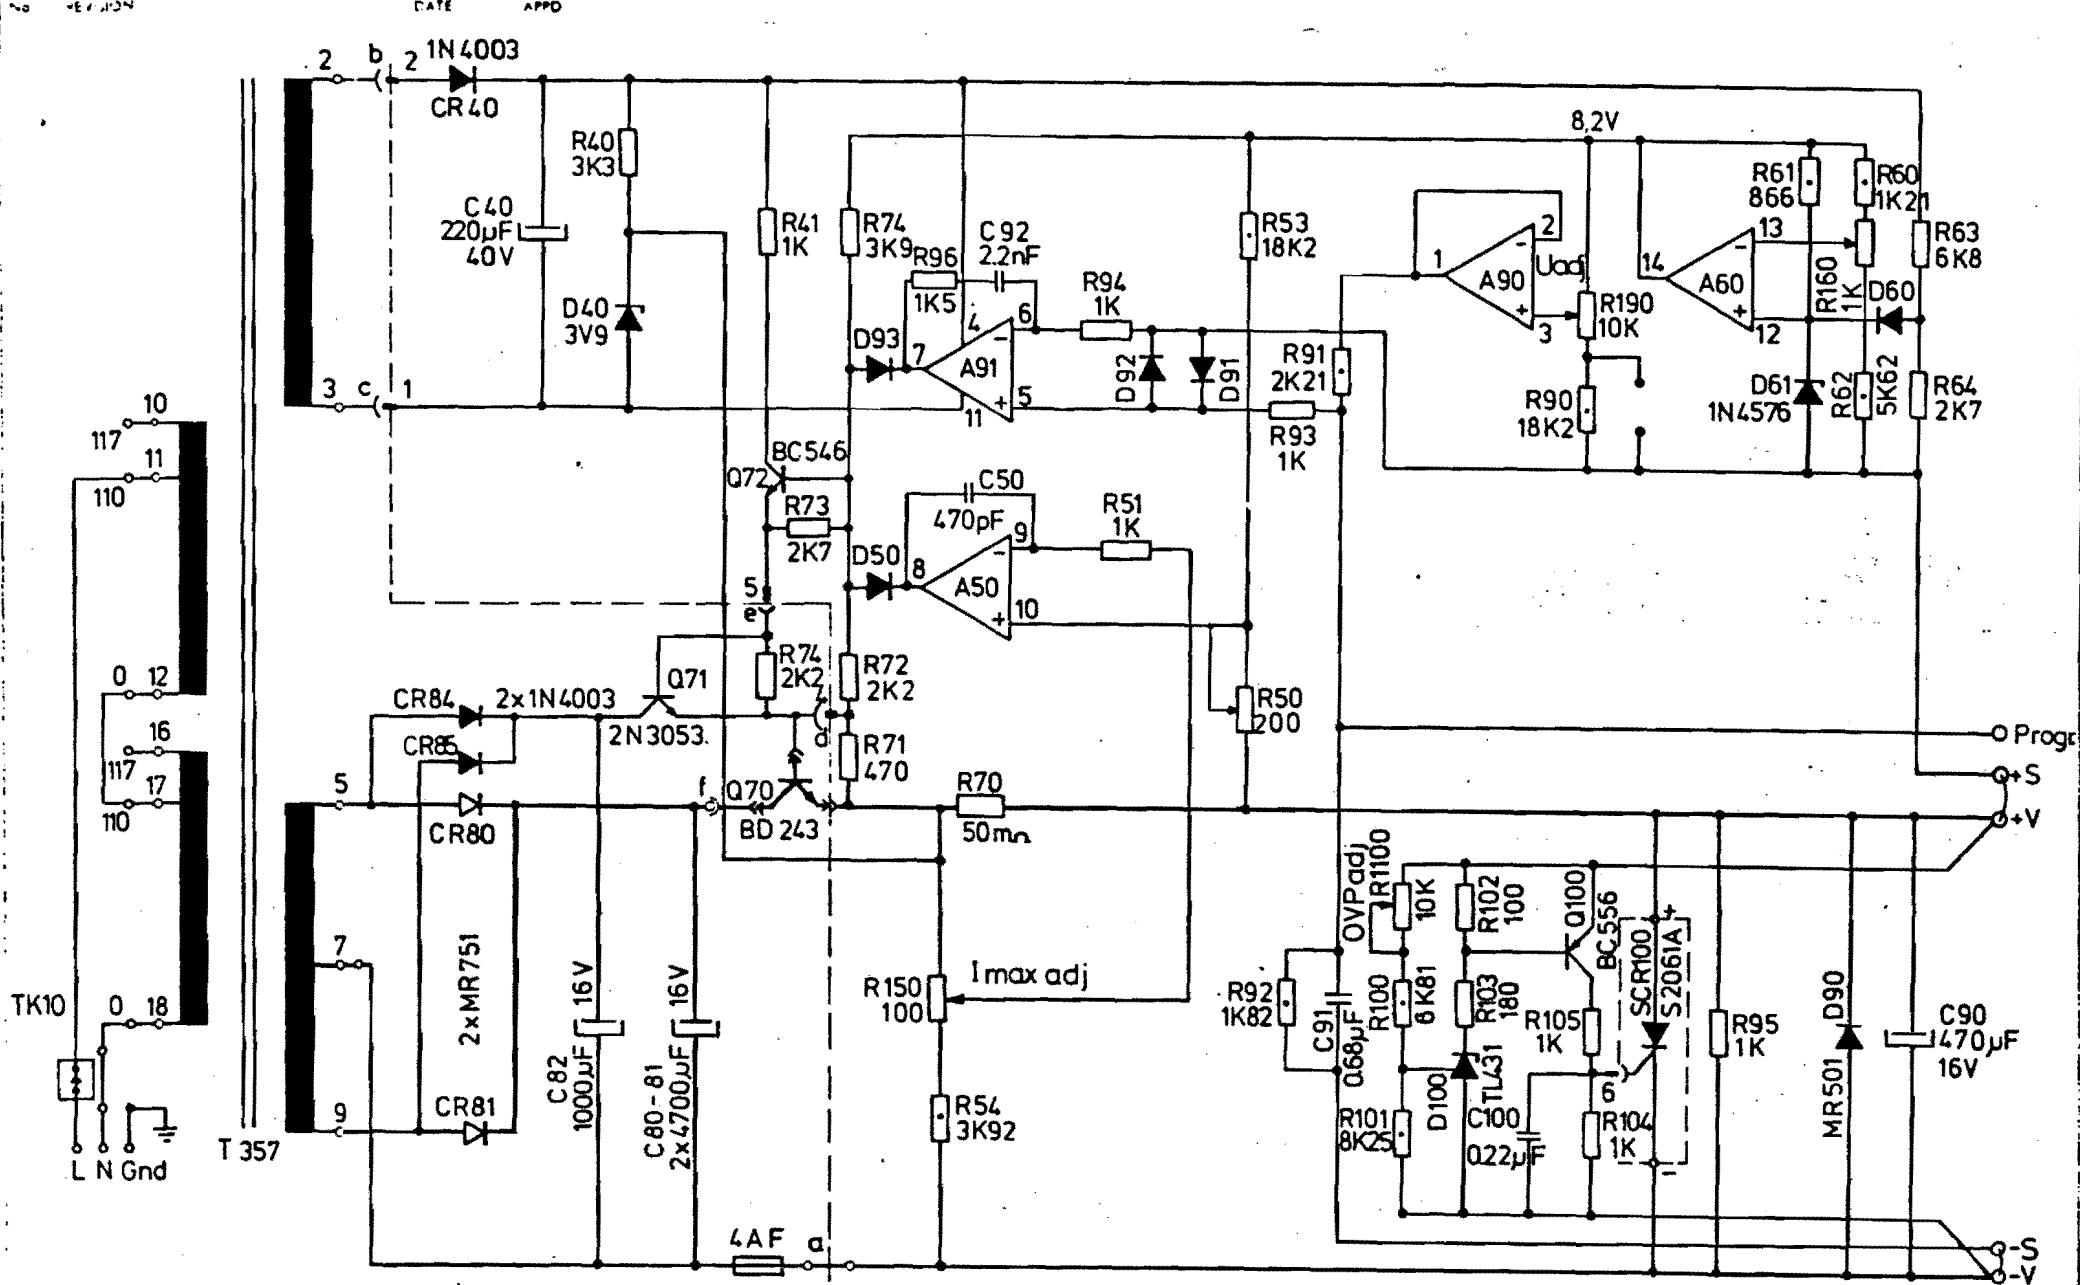 DATE
APPD
2
b
2
1N4003
CR40
R40
3K3
C40
220µF
40V
D40
3V9
R41
1K
R74
3K9
R96
1K5
C92
2.2nF
D93
7
4
6
A91
5
11
R94
1K
D92
D91
R53
18K2
R93
1K
R91
2K21
8,2V
1
2
A90
Uadj
3
R190
10K
R90
18K2
14
A60
13
12
R61
866
R60
1K21
R160
1K
D60
R63
6K8
D61
1N4576
R62
5K62
R64
2K7
3
c
1
10
117
11
110
0
12
16
117
17
110
0
18
TK10
L N Gnd
T357
BC546
Q72
R73
2K7
5
e
D50
8
C50
470pF
9
A50
10
R51
1K
R74
2K2
R72
2K2
Q71
2N3053
CR84
2x1N4003
CR85
d
R71
470
R50
200
5
CR80
f
Q70
BD243
R70
50mΩ
7
9
CR81
2xMR751
C82
1000µF 16V
C80-81
2x4700µF 16V
R150
100
I max adj
R54
3K92
4AF
a
Progr
+S
+V
OVPadj
R1100
10K
R102
100
Q100
BC556
SCR100
S2061A
+
R92
1K82
C91
0.68µF
R100
6K81
R103
180
R105
1K
D100
TL431
R101
8K25
C100
0.22µF
6
R104
1K
-
R95
1K
D90
MR501
C90
470µF
16V
-S
-V